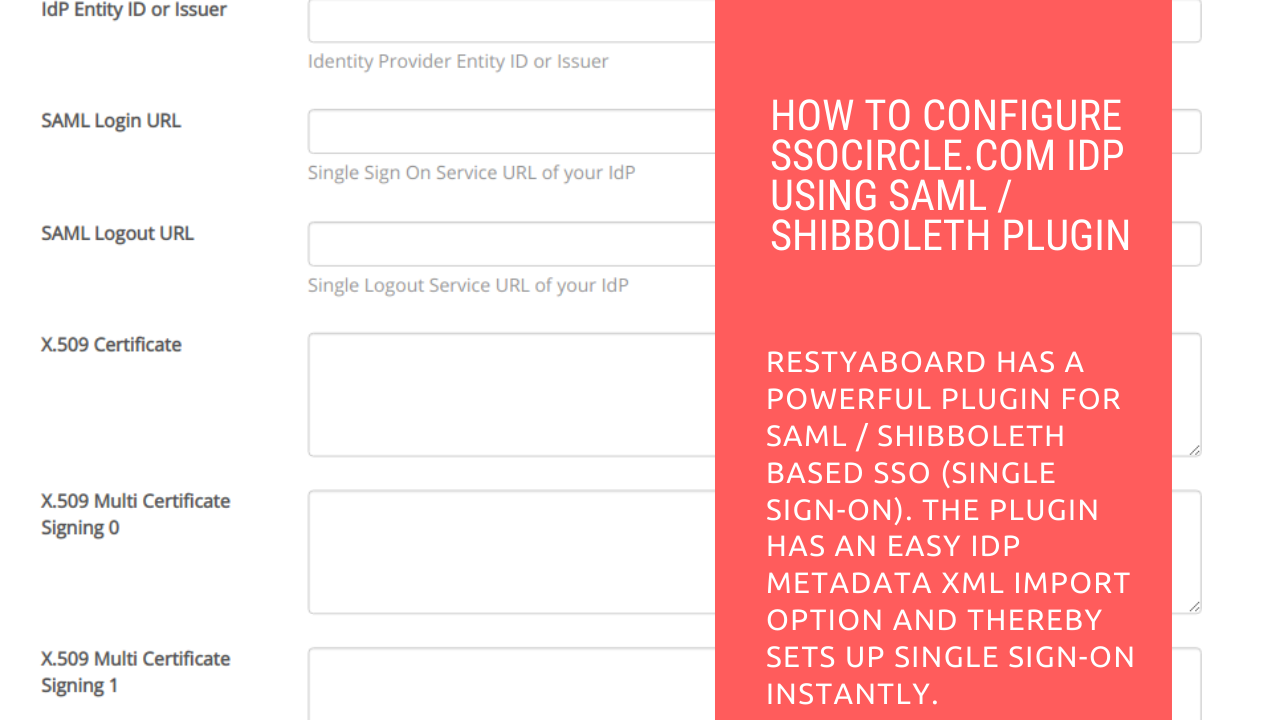 IdP Entity ID or Issuer
Identity Provider Entity ID or Issuer
SAML Login URL
Single Sign On Service URL of your IdP
SAML Logout URL
Single Logout Service URL of your IdP
X.509 Certificate
X.509 Multi Certificate
Signing 0
X.509 Multi Certificate
Signing 1
HOW TO CONFIGURE
SSOCIRCLE.COM IDP
USING SAML /
SHIBBOLETH PLUGIN
RESTYABOARD HAS A
POWERFUL PLUGIN FOR
SAML / SHIBBOLETH
BASED SSO (SINGLE
SIGN-ON). THE PLUGIN
HAS AN EASY IDP
METADATA XML IMPORT
OPTION AND THEREBY
SETS UP SINGLE SIGN-ON
INSTANTLY.